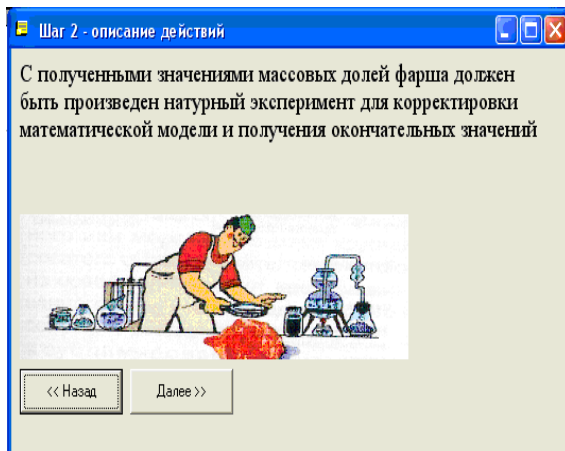 Шаг 2 - описание действий
С полученными значениями массовых долей фарша должен
быть произведен натурный эксперимент для корректировки
математической модели и получения окончательных значений
<< Назад
Далее >>